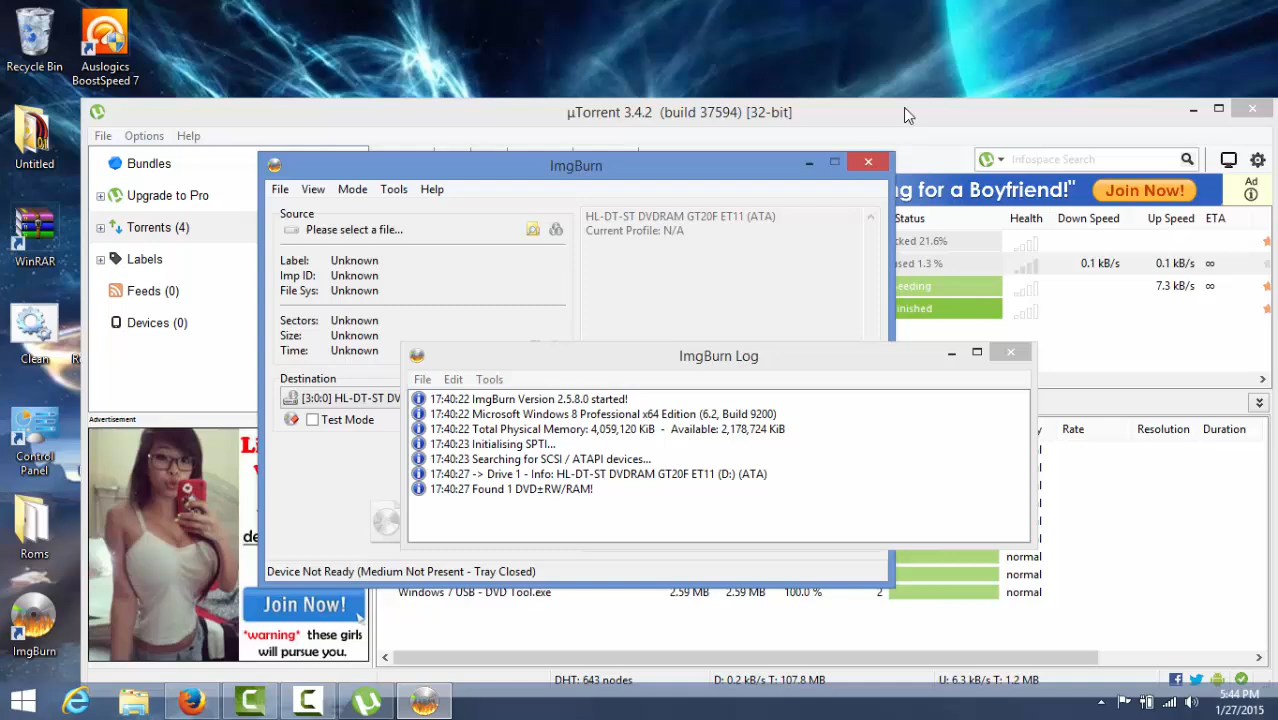 Recycle Bin
Auslogics
BoostSpeed 7
Untitled
WinRAR
Clean
Control
Panel
Roms
ImgBurn
µTorrent 3.4.2 (build 37594) [32-bit]
File Options Help
Bundles
Upgrade to Pro
Torrents (4)
Labels
Feeds (0)
Devices (0)
Infospace Search
g for a Boyfriend!" Join Now! Ad
Status Health Down Speed Up Speed ETA
cked 21.6%
used 1.3 % 0.1 kB/s 0.1 kB/s ∞
eeding 7.3 kB/s ∞
inished
ImgBurn
File View Mode Tools Help
Source
Please select a file...
Label: Unknown
Imp ID: Unknown
File Sys: Unknown
Sectors: Unknown
Size: Unknown
Time: Unknown
HL-DT-ST DVDRAM GT20F ET11 (ATA)
Current Profile: N/A
Destination
[3:0:0] HL-DT-ST DV
Test Mode
Device Not Ready (Medium Not Present - Tray Closed)
ImgBurn Log
File Edit Tools
17:40:22 ImgBurn Version 2.5.8.0 started!
17:40:22 Microsoft Windows 8 Professional x64 Edition (6.2, Build 9200)
17:40:22 Total Physical Memory: 4,059,120 KiB - Available: 2,178,724 KiB
17:40:23 Initialising SPTI...
17:40:23 Searching for SCSI / ATAPI devices...
17:40:27 -> Drive 1 - Info: HL-DT-ST DVDRAM GT20F ET11 (D:) (ATA)
17:40:27 Found 1 DVD±RW/RAM!
Rate Resolution Duration
normal
normal
Windows 7 USB - DVD Tool.exe 2.59 MB 2.59 MB 100.0 % 2 normal
Advertisement
Join Now!
*warning* these girls
will pursue you.
DHT: 643 nodes D: 0.2 kB/s T: 107.8 MB U: 6.3 kB/s T: 1.2 MB
5:44 PM
1/27/2015